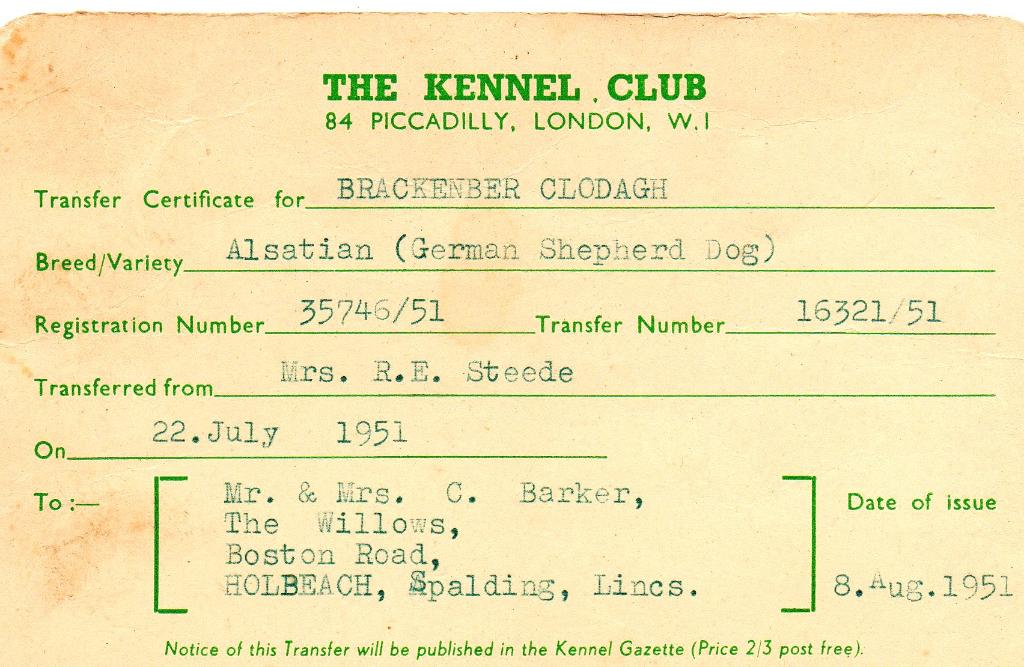 THE KENNEL CLUB
84 PICCADILLY, LONDON, W.1
Transfer Certificate for BRACKENBER CLODAGH
Breed/Variety Alsatian (German Shepherd Dog)
Registration Number 35746/51 Transfer Number 16321/51
Transferred from Mrs. R.E. Steede
On 22.July 1951
To :— Mr. & Mrs. C. Barker,
The Willows,
Boston Road,
HOLBEACH, Spalding, Lincs.
Date of issue
8.Aug.1951
Notice of this Transfer will be published in the Kennel Gazette (Price 2/3 post free).